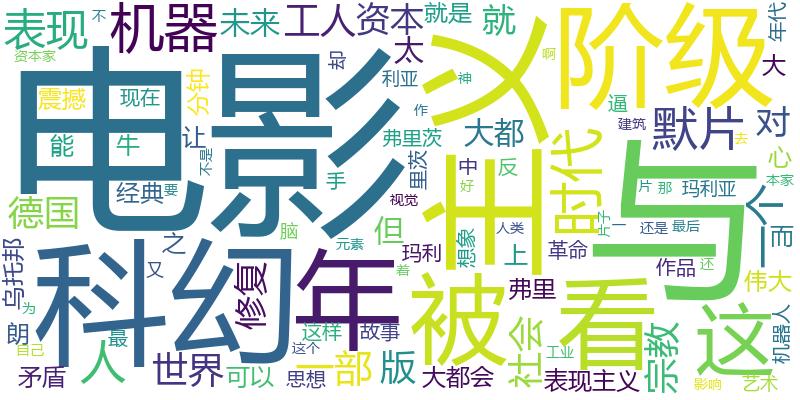 表现
不
机器
未来
工人
资本
就是
就
主义
阶级
年代
资本家
电影
太
却
利亚
神
啊
大
震撼
现在
分钟
作
逼
建筑
去
能
牛
让
弗里茨
大都
默片
对
不是
手
里茨
中
反
时代
心
经典
要
视觉
好
片
那
玛利亚
本家
与
个
德国
脑
但
想象
上
人类
片子
一
还是
最后
而
乌托邦
之
元素
玛利
着
革命
作品
还
科幻
又
修复
年
被
弗里
看
这
伟大
为
朗
最
这样
故事
社会
宗教
机器人
自己
人
世界
这个
一部
版
工业
矛盾
可以
思想
大都会
表现主义
影响
艺术